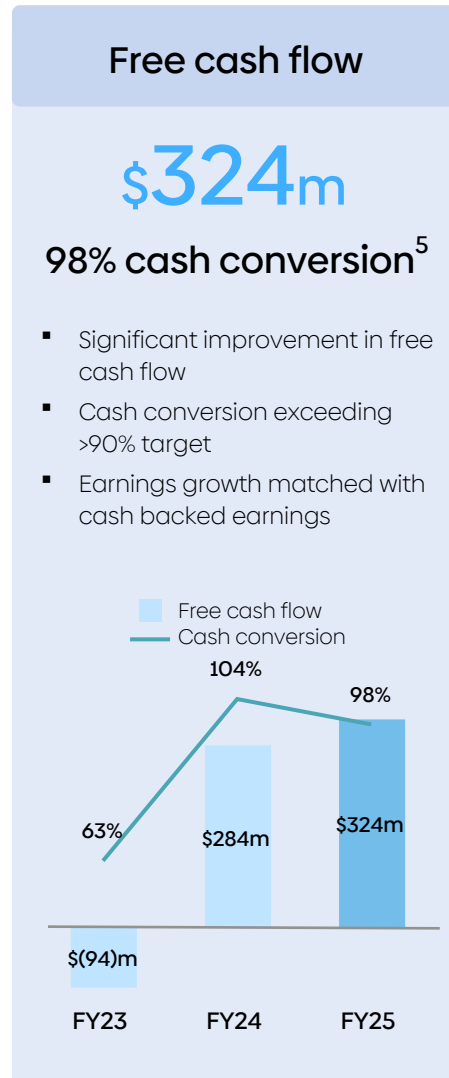 Free cash flow
$324m
98% cash conversion5
▪ Significant improvement in free
cash flow
▪ Cash conversion exceeding
>90% target
▪ Earnings growth matched with
cash backed earnings
Free cash flow
Cash conversion
104%
98%
63%
$284m
$324m
$(94)m
FY23 FY24 FY25